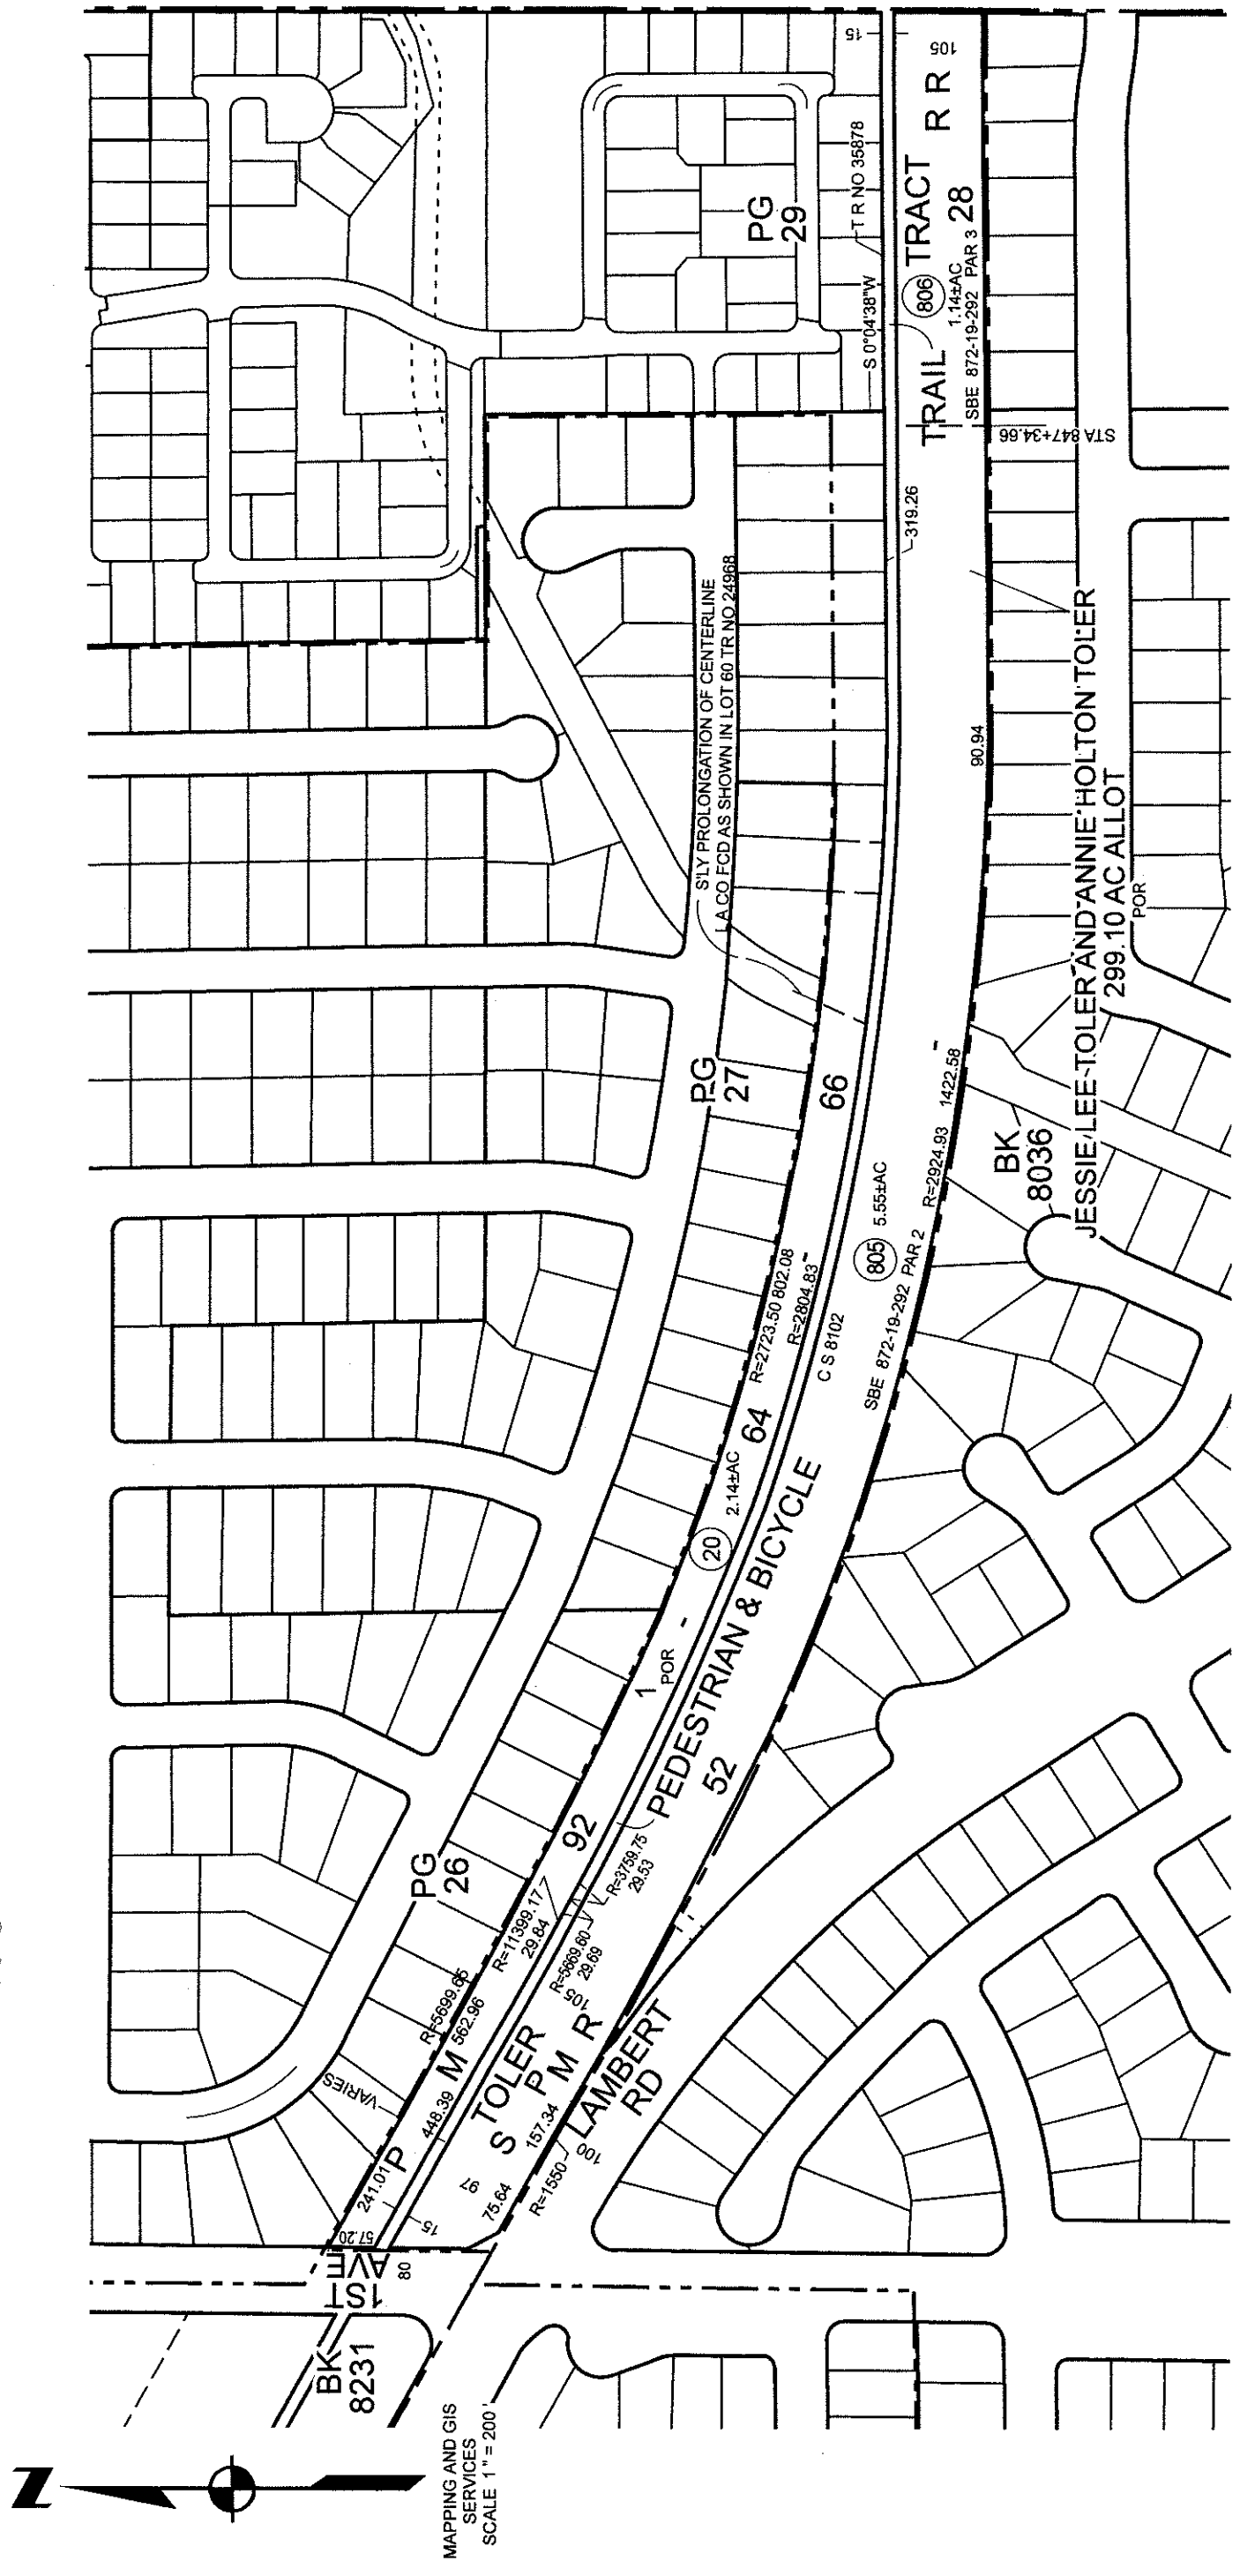 15
105
R R
TRACT
TRAIL
806
1.14±AC
SBE 872-19-292 PAR 3
28
T R NO 35878
S 0°04'38"W
PG
29
STA 847+34.66
319.26
90.94
S'LY PROLONGATION OF CENTERLINE
LA CO FCD AS SHOWN IN LOT 60 TR NO 24968
JESSIE LEE TOLER AND ANNIE HOLTON TOLER
299.10 AC ALLOT
POR
PG
27
66
BK
8036
R=2924.93 1422.58
805
5.55±AC
SBE 872-19-292 PAR 2
R=2723.50 802.08
R=2804.83
C S 8102
64
2.14±AC
20
PEDESTRIAN & BICYCLE
1
POR
52
92
PG
26
R=11399.17
29.84
R=3759.75
29.53
R=5669.60
29.69
105
R=5699.65
562.96
P M
S TOLER
P M R
LAMBERT
RD
VARIES
448.39
157.34
100
R=1550
75.64
97
241.01
57.20
15
1ST
AVE
80
BK
8231
N
MAPPING AND GIS
SERVICES
SCALE 1" = 200'